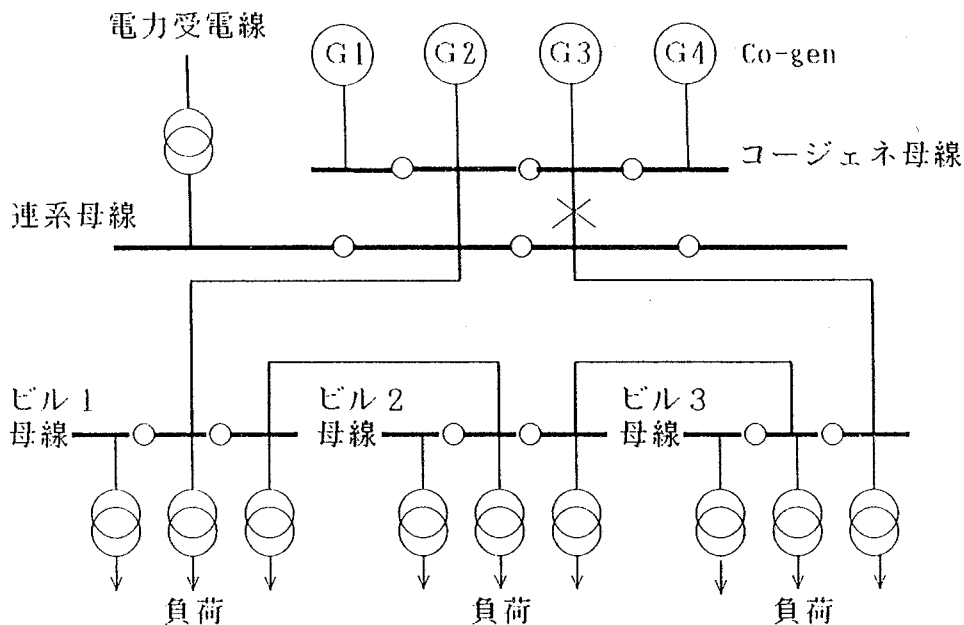 電力受電線
G1 G2 G3 G4 Co-gen
コージェネ母線
連系母線
ビル1 ビル2 ビル3
母線 母線 母線
負荷 負荷 負荷